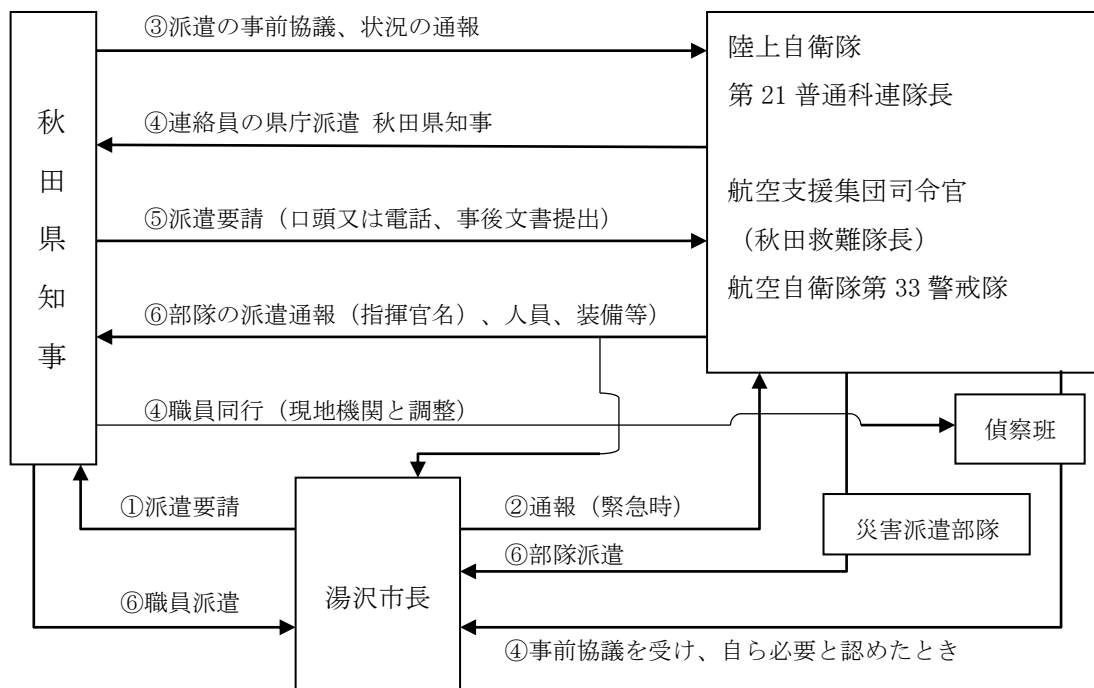 ③派遣の事前協議、状況の通報
陸上自衛隊
第 21 普通科連隊長
秋田県知事
④連絡員の県庁派遣 秋田県知事
航空支援集団司令官
⑤派遣要請（口頭又は電話、事後文書提出）
（秋田救難隊長）
航空自衛隊第 33 警戒隊
⑥部隊の派遣通報（指揮官名）、人員、装備等）
④職員同行（現地機関と調整）
偵察班
①派遣要請
②通報（緊急時）
災害派遣部隊
⑥部隊派遣
湯沢市長
⑥職員派遣
④事前協議を受け、自ら必要と認めたとき